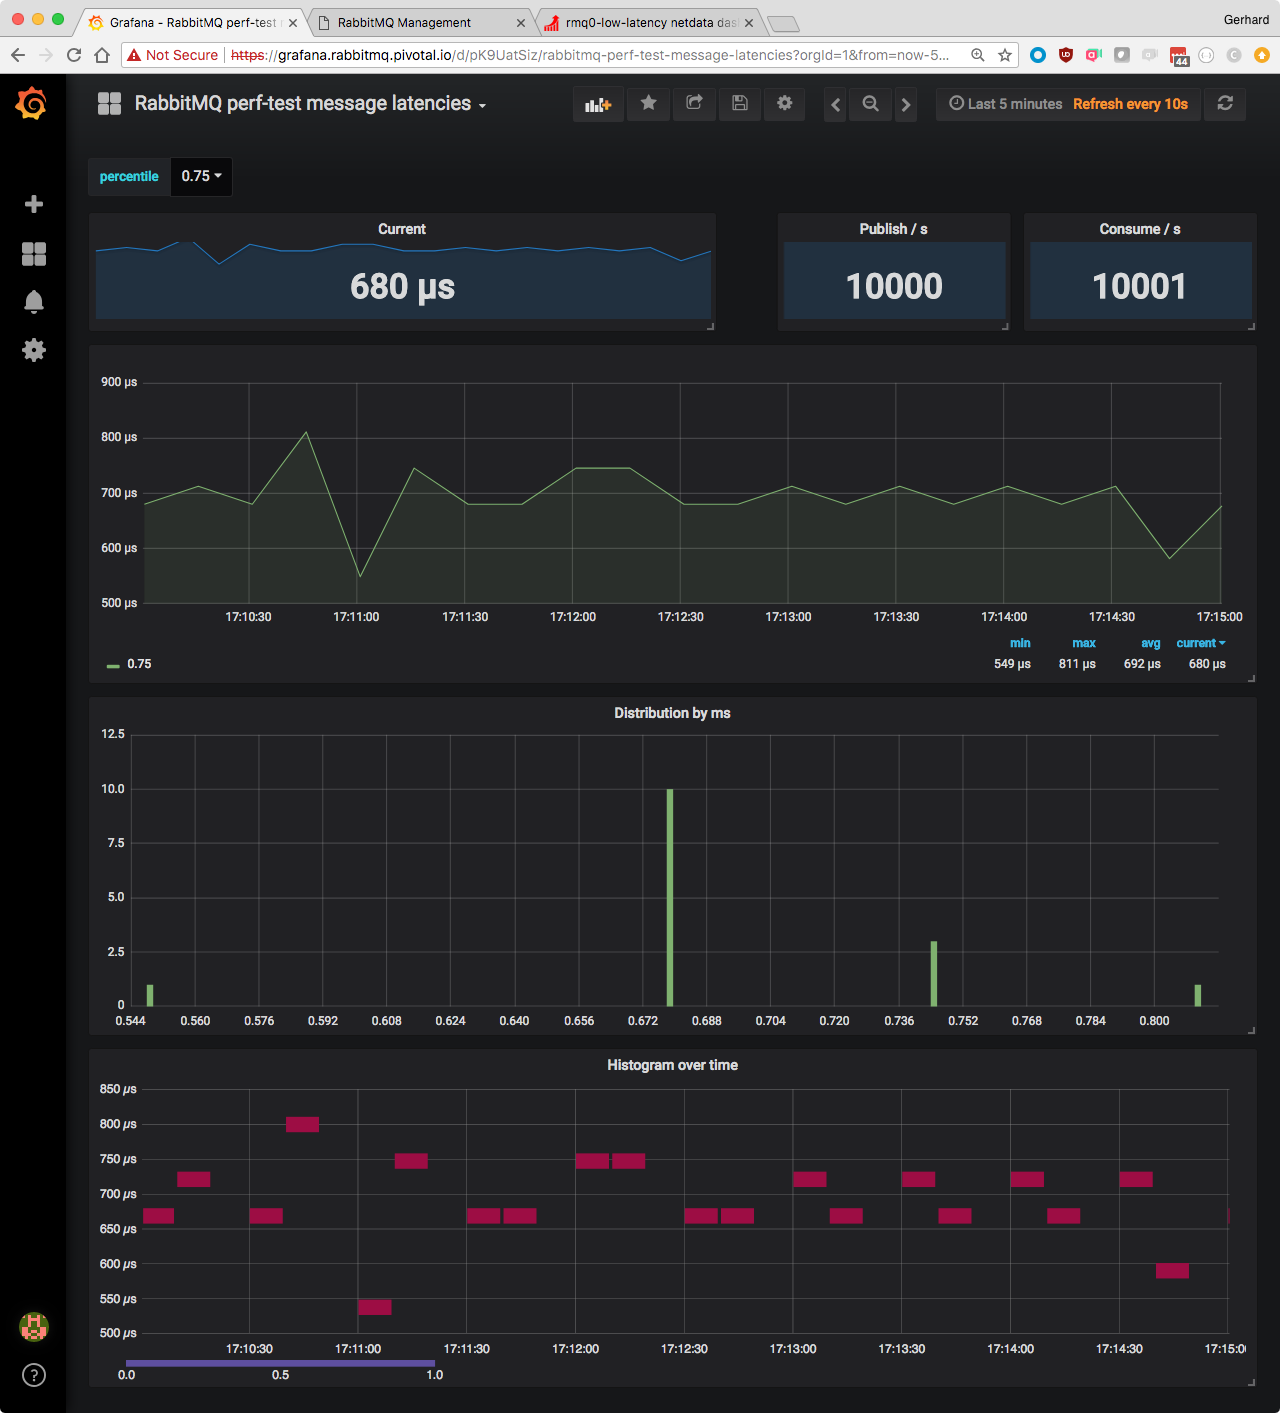 Grafana - RabbitMQ perf-test m
RabbitMQ Management
rmq0-low-latency netdata das
Gerhard
Not Secure
https://grafana.rabbitmq.pivotal.io/d/pK9UatSiz/rabbitmq-perf-test-message-latencies?orgId=1&from=now-5...
44
RabbitMQ perf-test message latencies
Last 5 minutes Refresh every 10s
percentile 0.75
Current
680 µs
Publish / s
10000
Consume / s
10001
900 µs
800 µs
700 µs
600 µs
500 µs
17:10:30 17:11:00 17:11:30 17:12:00 17:12:30 17:13:00 17:13:30 17:14:00 17:14:30 17:15:00
min max avg current
0.75 549 µs 811 µs 692 µs 680 µs
Distribution by ms
12.5
10.0
7.5
5.0
2.5
0
0.544 0.560 0.576 0.592 0.608 0.624 0.640 0.656 0.672 0.688 0.704 0.720 0.736 0.752 0.768 0.784 0.800
Histogram over time
850 µs
800 µs
750 µs
700 µs
650 µs
600 µs
550 µs
500 µs
17:10:30 17:11:00 17:11:30 17:12:00 17:12:30 17:13:00 17:13:30 17:14:00 17:14:30 17:15:0
0.0 0.5 1.0
?